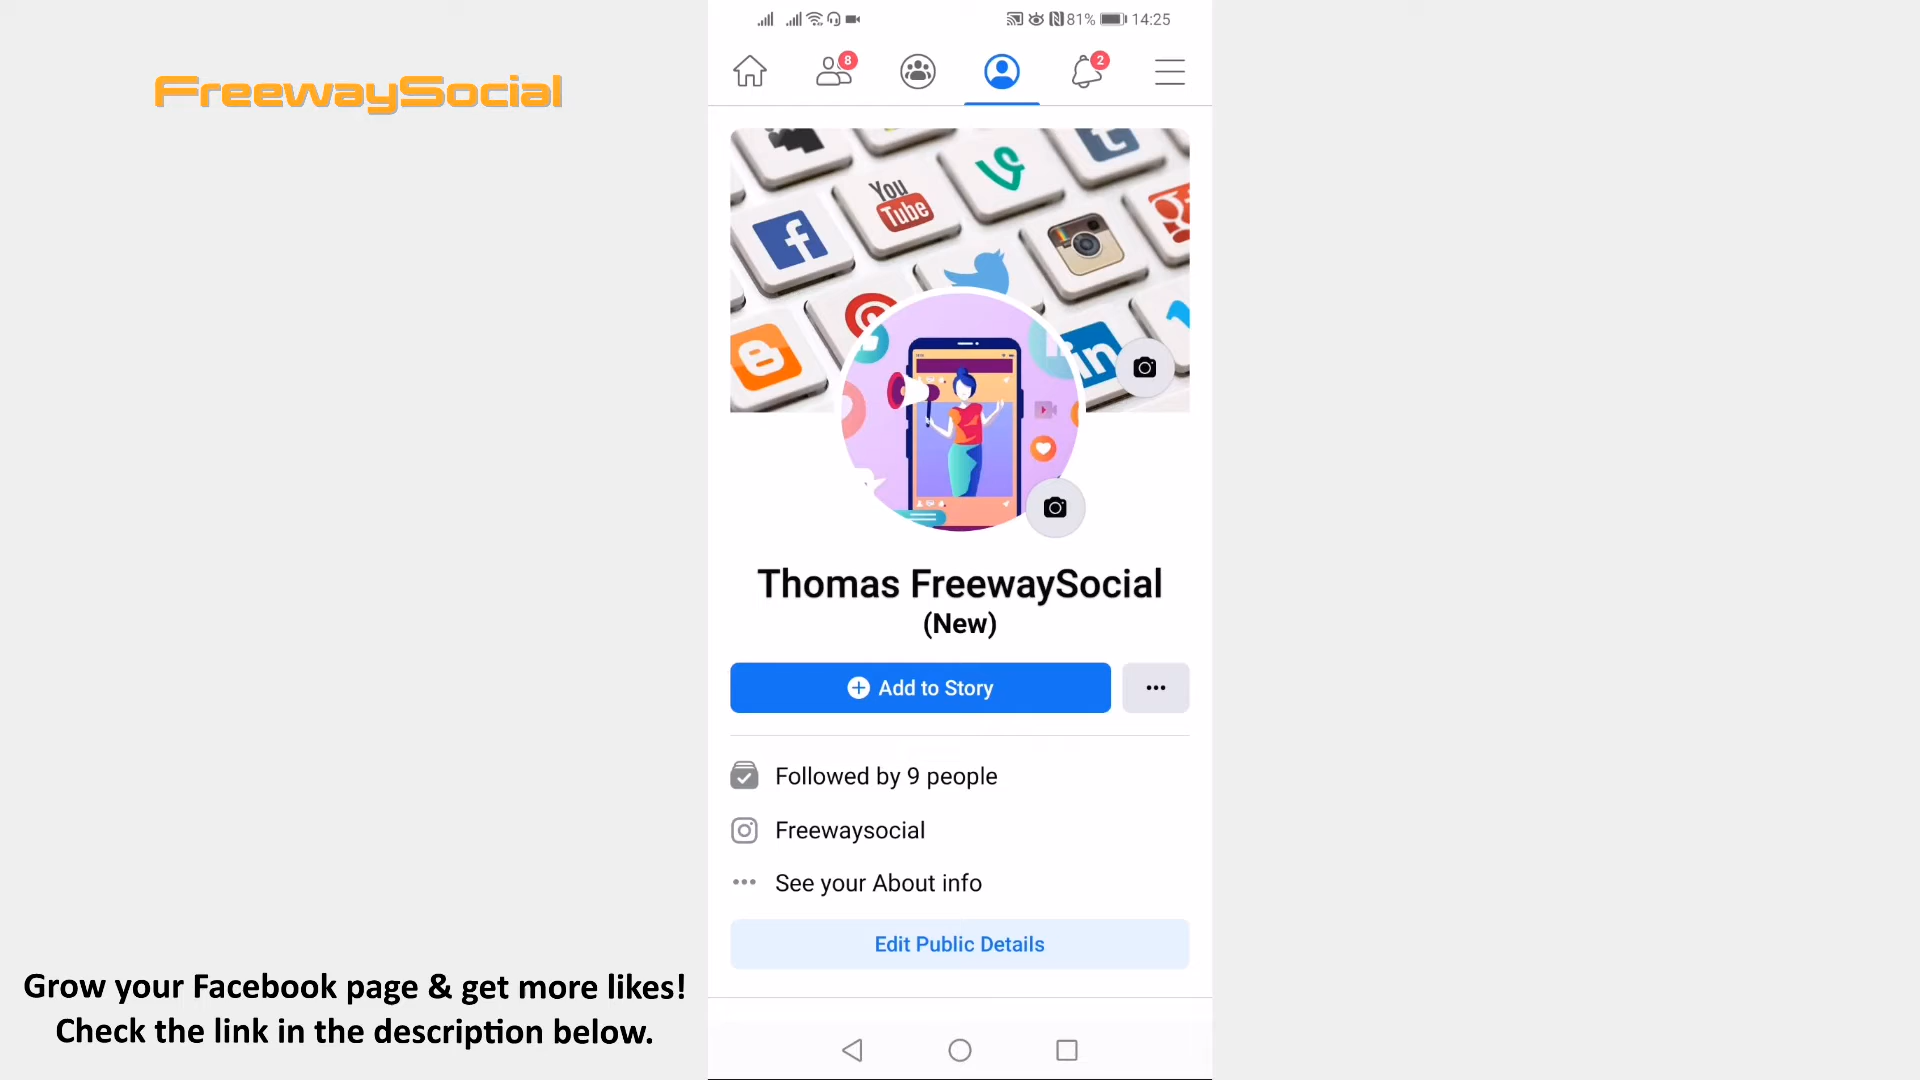 81% 14:25
FreewaySocial
8
2
You
Tube
in
Thomas FreewaySocial
(New)
Add to Story
Followed by 9 people
Freewaysocial
See your About info
Edit Public Details
Grow your Facebook page & get more likes!
Check the link in the description below.